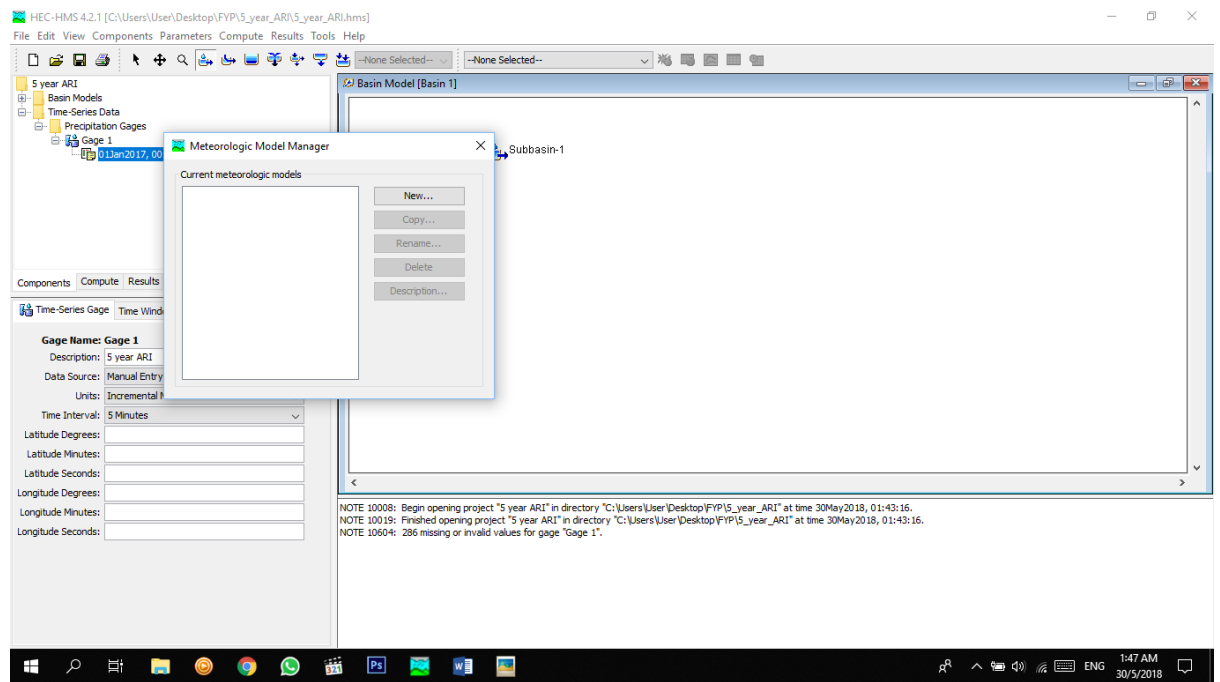 HEC-HMS 4.2.1 [C:\Users\User\Desktop\FYP\5_year_ARI\5_year_ARI.hms]
File Edit View Components Parameters Compute Results Tools Help
--None Selected-- --None Selected--
5 year ARI
Basin Models
Time-Series Data
Precipitation Gages
Gage 1
01Jan2017, 00
Basin Model [Basin 1]
Subbasin-1
Meteorologic Model Manager
Current meteorologic models
New...
Copy...
Rename...
Delete
Description...
Components Compute Results
Time-Series Gage Time Wind
Gage Name: Gage 1
Description: 5 year ARI
Data Source: Manual Entry
Units: Incremental
Time Interval: 5 Minutes
Latitude Degrees:
Latitude Minutes:
Latitude Seconds:
Longitude Degrees:
Longitude Minutes:
Longitude Seconds:
NOTE 10008: Begin opening project "5 year ARI" in directory "C:\Users\User\Desktop\FYP\5_year_ARI" at time 30May2018, 01:43:16.
NOTE 10019: Finished opening project "5 year ARI" in directory "C:\Users\User\Desktop\FYP\5_year_ARI" at time 30May2018, 01:43:16.
NOTE 10604: 286 missing or invalid values for gage "Gage 1".
321
Ps
ENG
1:47 AM
30/5/2018